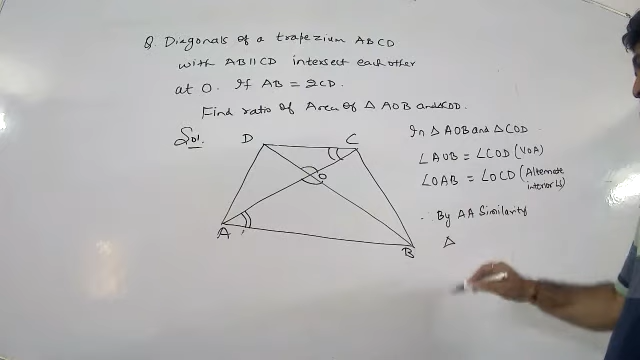 Q. Diagonals of a trapezium ABCD
with AB || CD intersect each other
at O. If AB = 2CD.
Find ratio of Area of Δ AOB and ΔCOD.
Sol.
D
C
O
A
B
In Δ AOB and Δ COD
∠AOB = ∠COD (VOA)
∠OAB = ∠OCD (Alternate interior ∠s)
∴ By AA Similarity
Δ